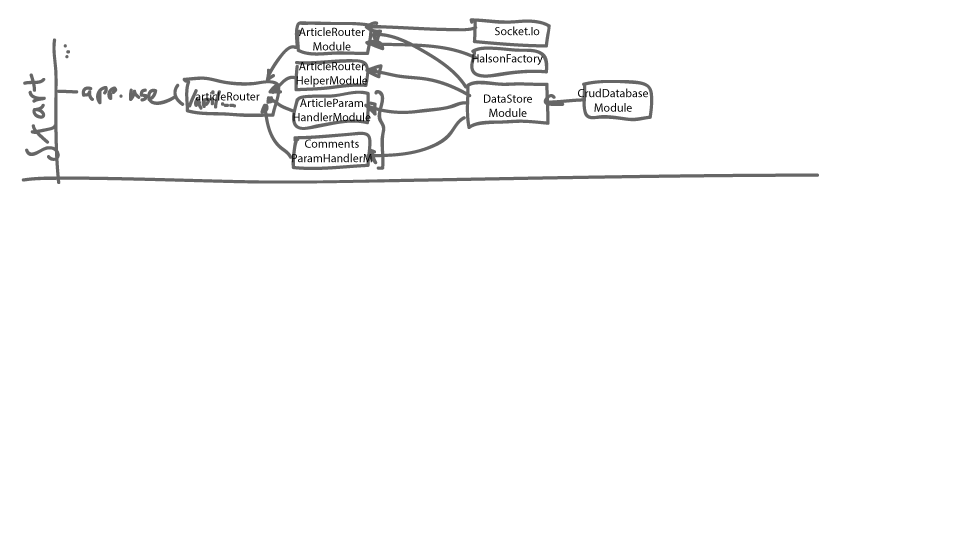 Start
app.use (
articleRouter
ArticleRouter
Module
ArticleRouter
HelperModule
ArticleParam
HandlerModule
Comments
ParamHandlerM
Socket.Io
HalsonFactory
DataStore
Module
CrudDatabase
Module